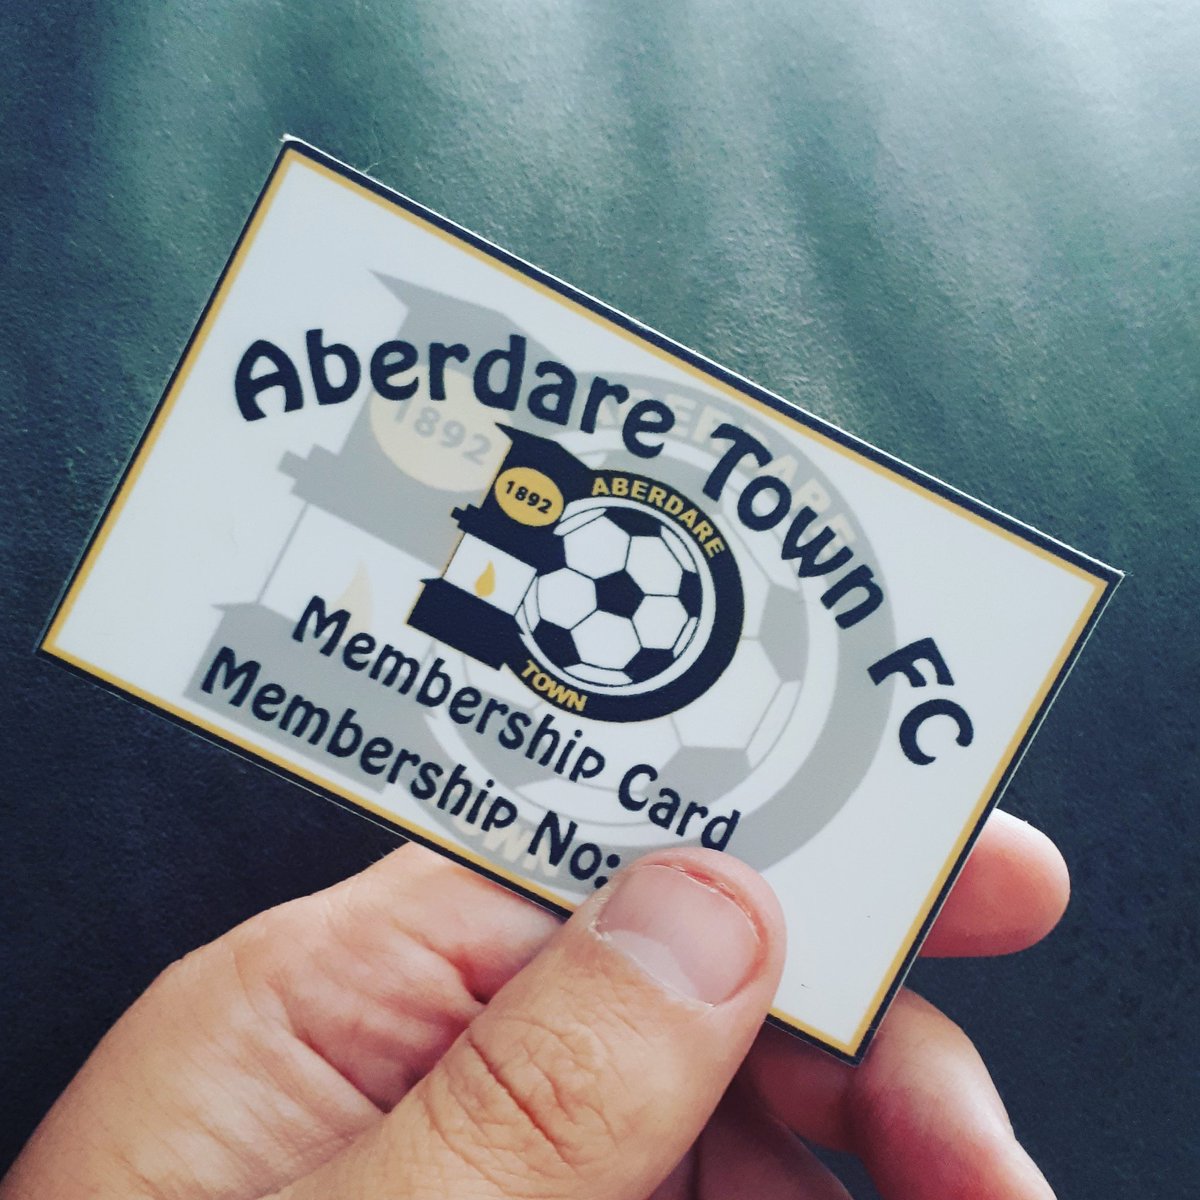 Aberdare Town FC
1892
ABERDARE
TOWN
Membership Card
Membership No: